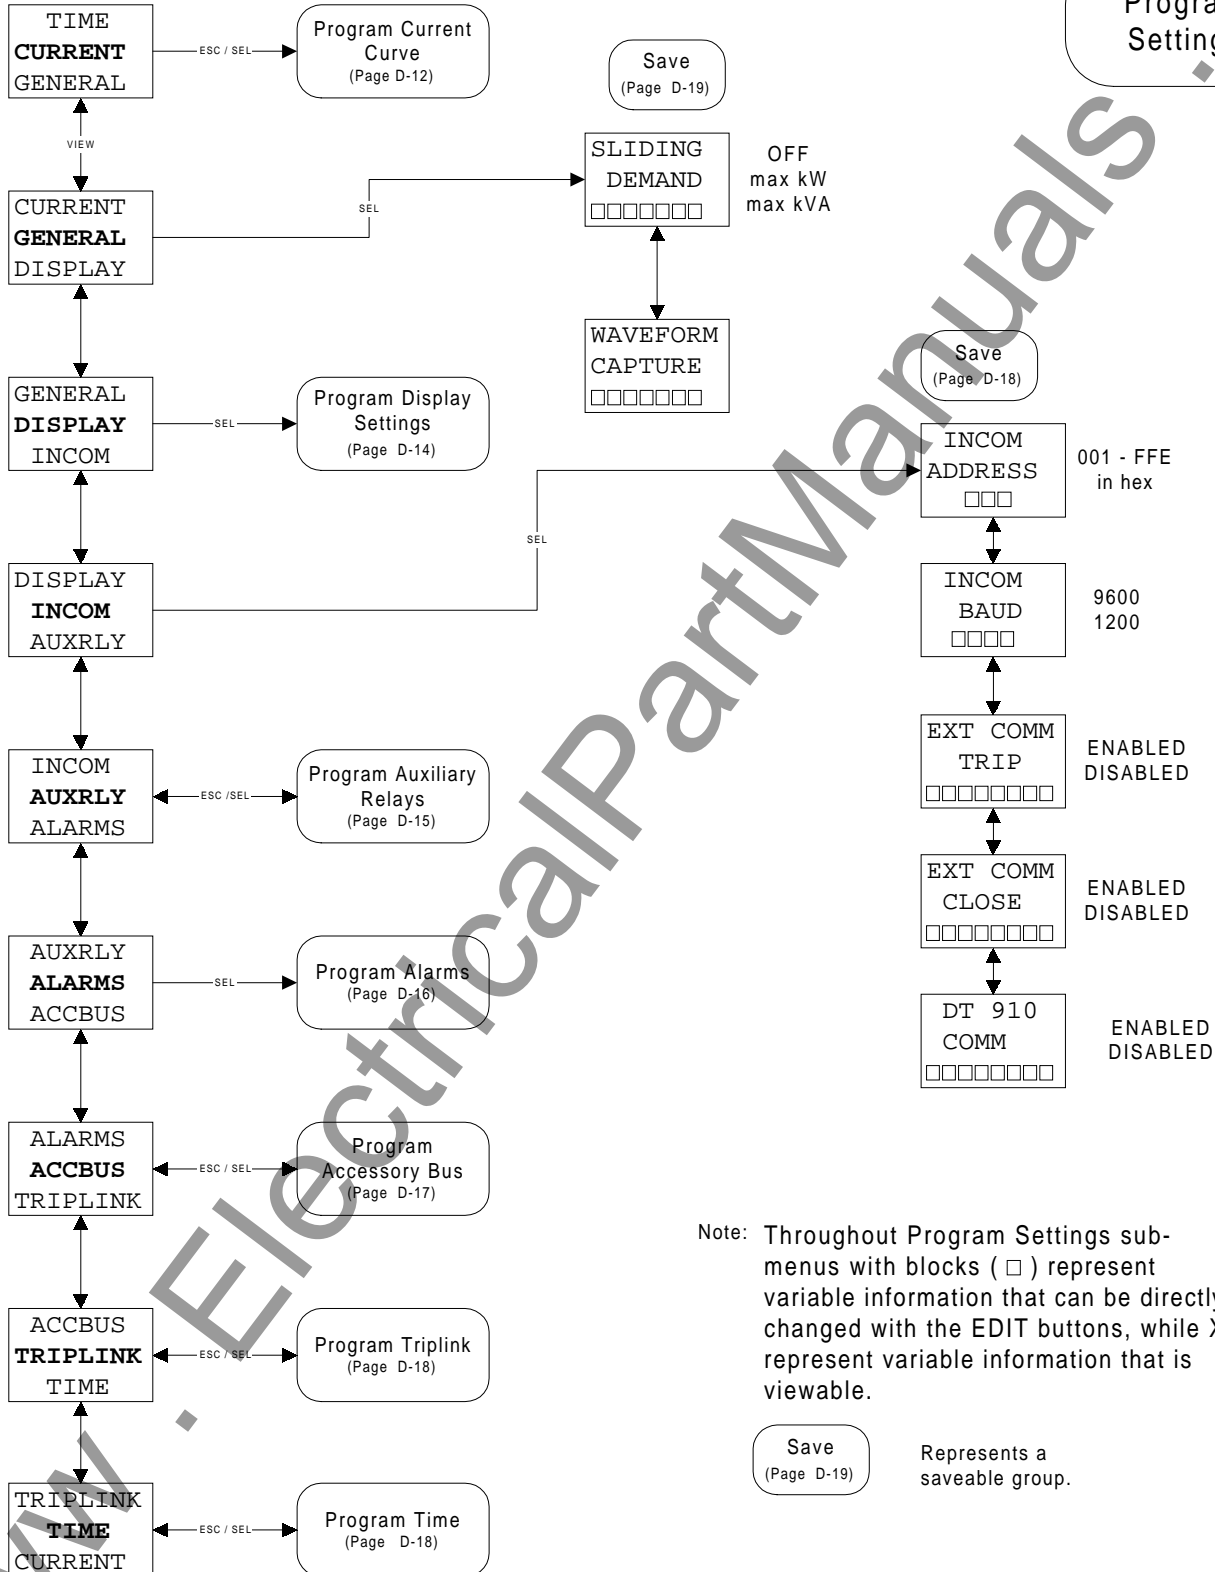 TIME
CURRENT
GENERAL
ESC / SEL
Program Current
Curve
(Page D-12)
Save
(Page D-19)
Progra
Setting
VIEW
CURRENT
GENERAL
DISPLAY
SEL
SLIDING
DEMAND
□□□□□□□
OFF
max kW
max kVA
WAVEFORM
CAPTURE
□□□□□□□
GENERAL
DISPLAY
INCOM
SEL
Program Display
Settings
(Page D-14)
Save
(Page D-18)
INCOM
ADDRESS
□□□
001 - FFE
in hex
SEL
DISPLAY
INCOM
AUXRLY
INCOM
BAUD
□□□□
9600
1200
EXT COMM
TRIP
□□□□□□□□
ENABLED
DISABLED
INCOM
AUXRLY
ALARMS
ESC /SEL
Program Auxiliary
Relays
(Page D-15)
EXT COMM
CLOSE
□□□□□□□□
ENABLED
DISABLED
AUXRLY
ALARMS
ACCBUS
SEL
Program Alarms
(Page D-16)
DT 910
COMM
□□□□□□□□
ENABLED
DISABLED
ALARMS
ACCBUS
TRIPLINK
ESC / SEL
Program
Accessory Bus
(Page D-17)
Note: Throughout Program Settings sub-
menus with blocks ( □ ) represent
variable information that can be directly
changed with the EDIT buttons, while X
represent variable information that is
viewable.
ACCBUS
TRIPLINK
TIME
ESC / SEL
Program Triplink
(Page D-18)
Save
(Page D-19)
Represents a
saveable group.
TRIPLINK
TIME
CURRENT
ESC / SEL
Program Time
(Page D-18)
w . ElectricalPartManuals .